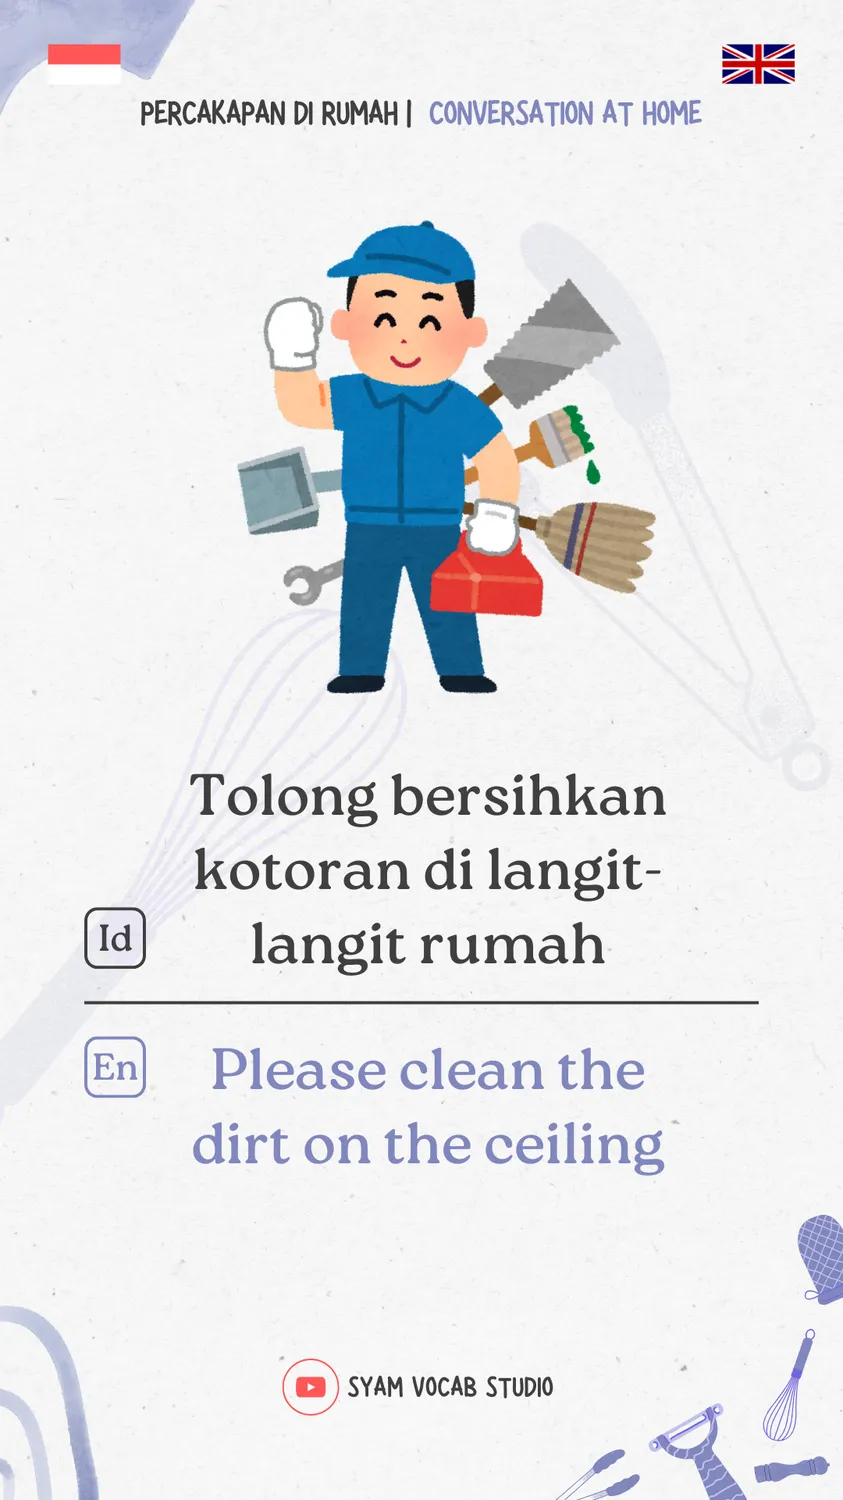 PERCAKAPAN DI RUMAH | CONVERSATION AT HOME
Tolong bersihkan
kotoran di langit-
langit rumah
Id
En
Please clean the
dirt on the ceiling
SYAM VOCAB STUDIO